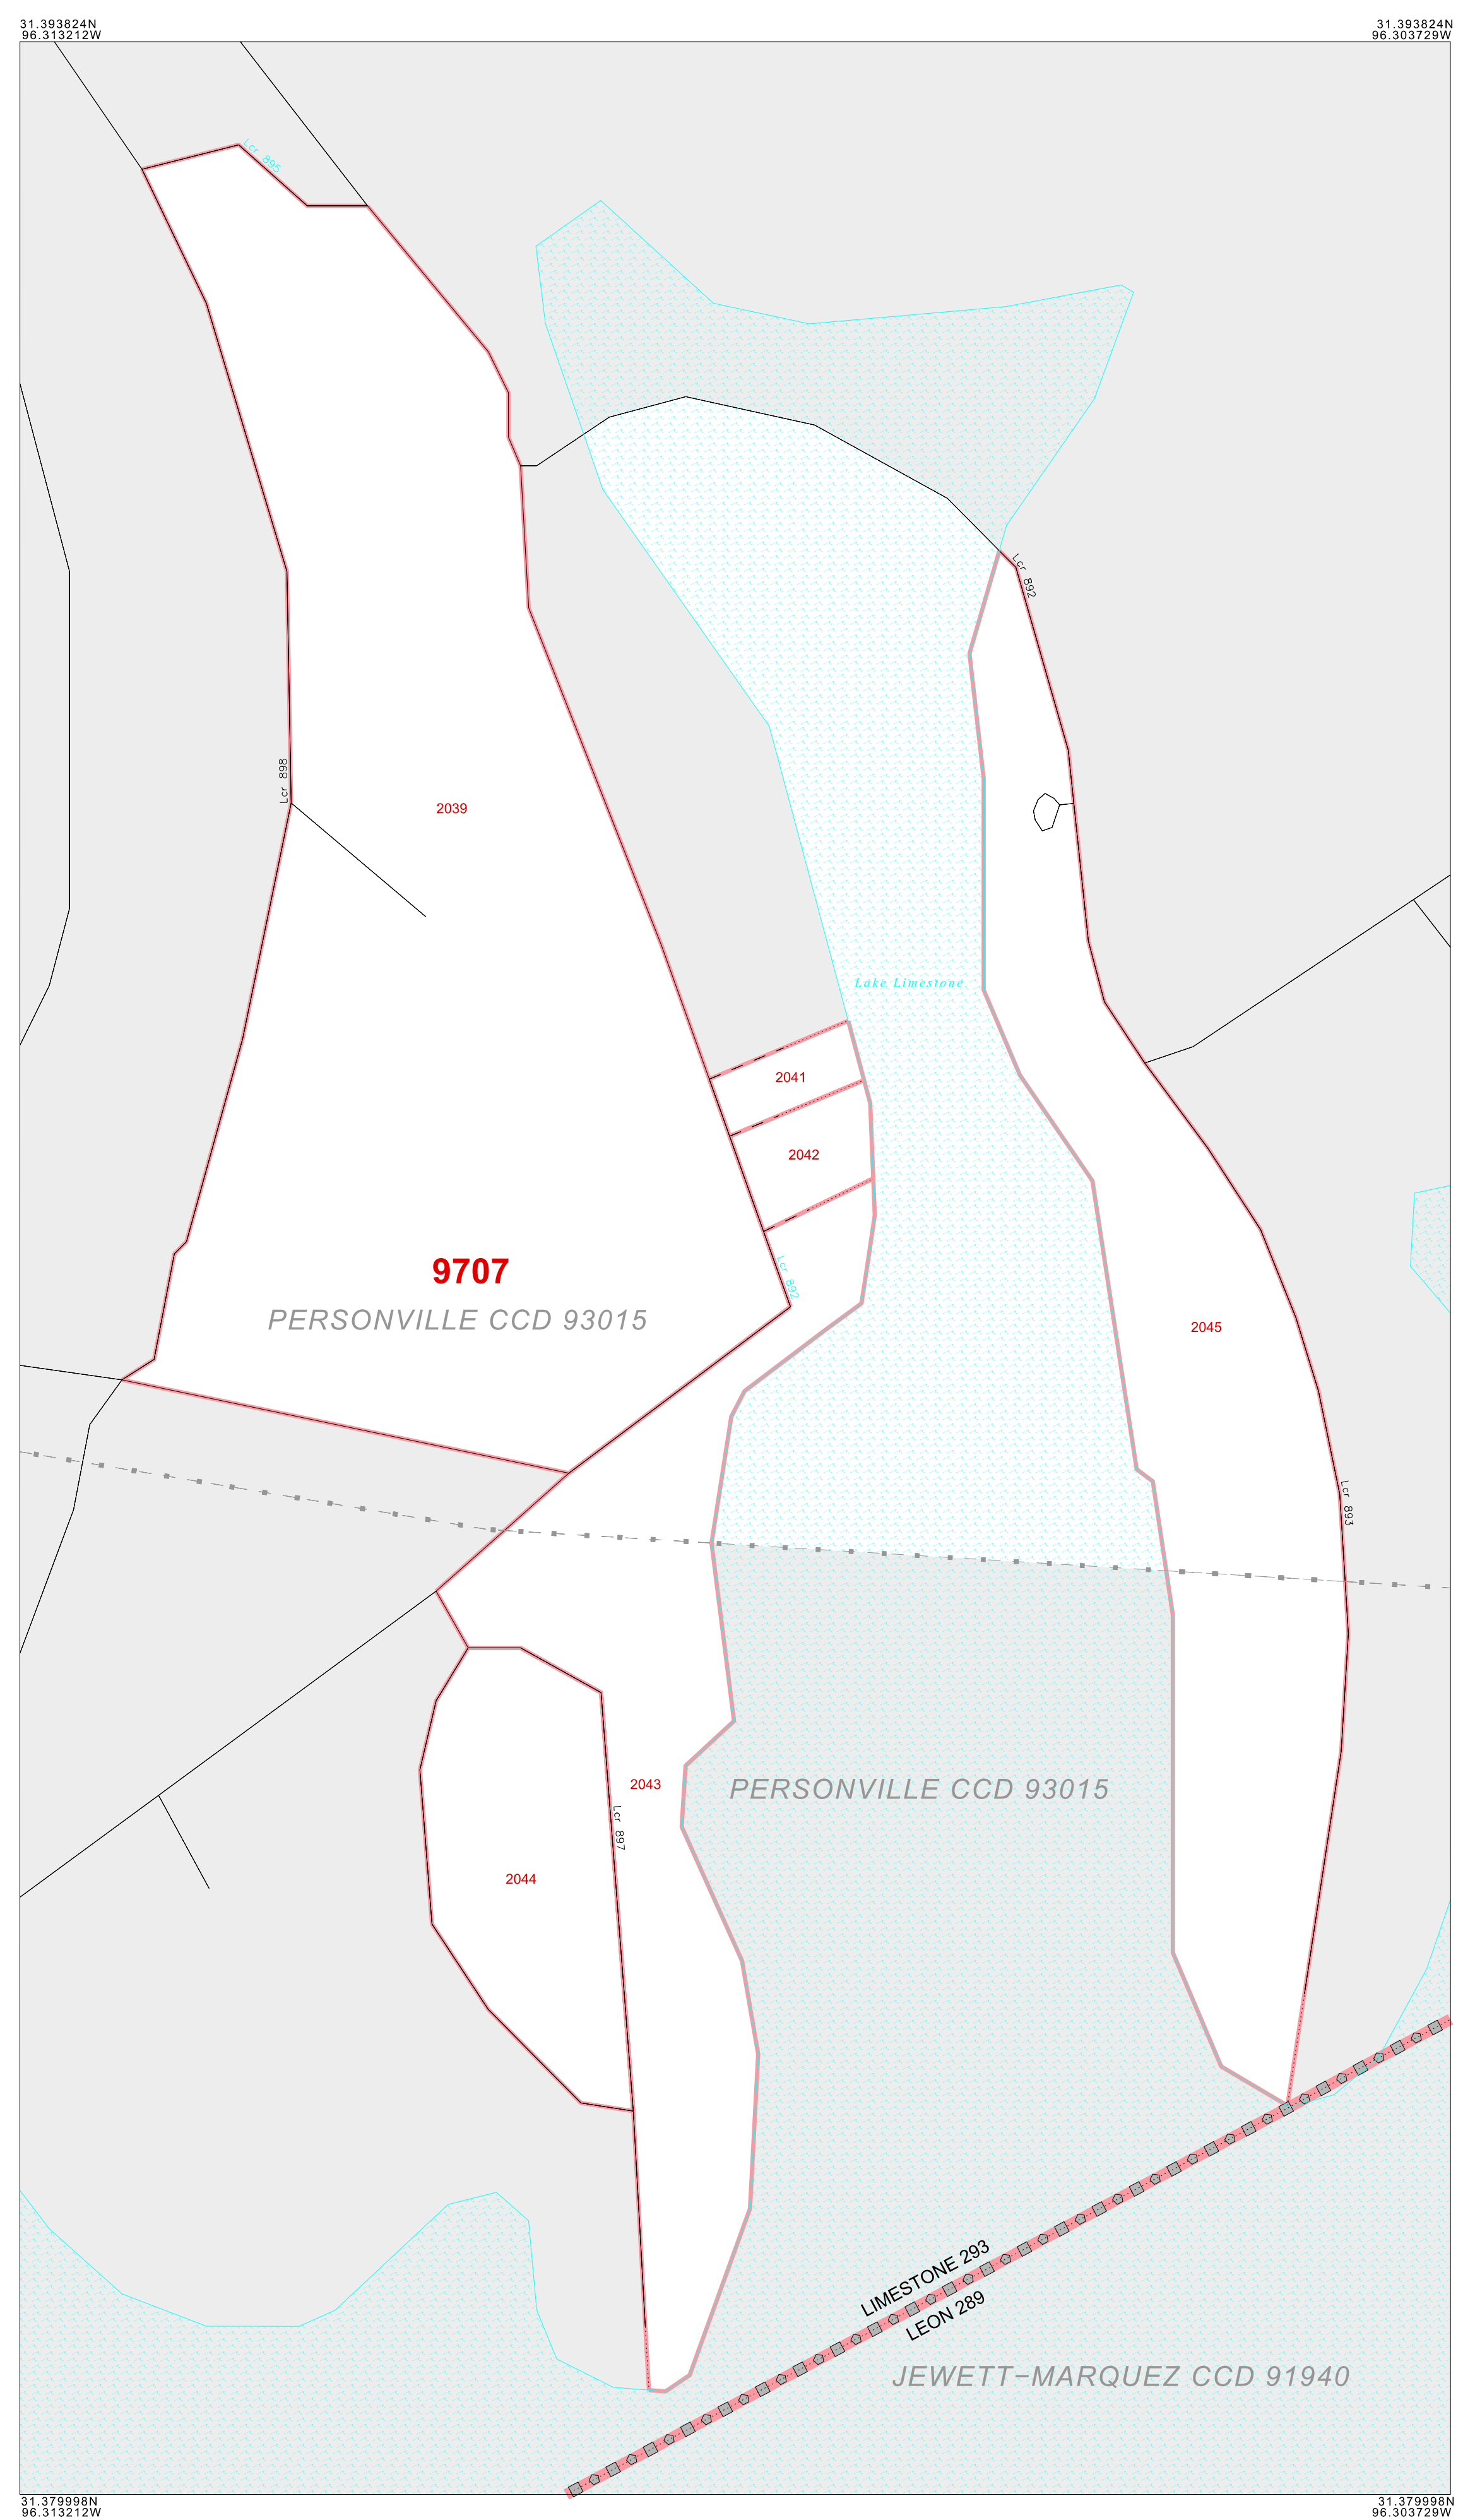 31.393824N
96.313212W
31.393824N
96.303729W
Lcr 895
Lcr 892
Lcr 898
2039
Lake Limestone
2041
2042
9707
PERSONVILLE CCD 93015
Lcr 892
2045
Lcr 893
2043
PERSONVILLE CCD 93015
Lcr 897
2044
LIMESTONE 293
LEON 289
JEWETT-MARQUEZ CCD 91940
31.379998N
96.313212W
31.379998N
96.303729W